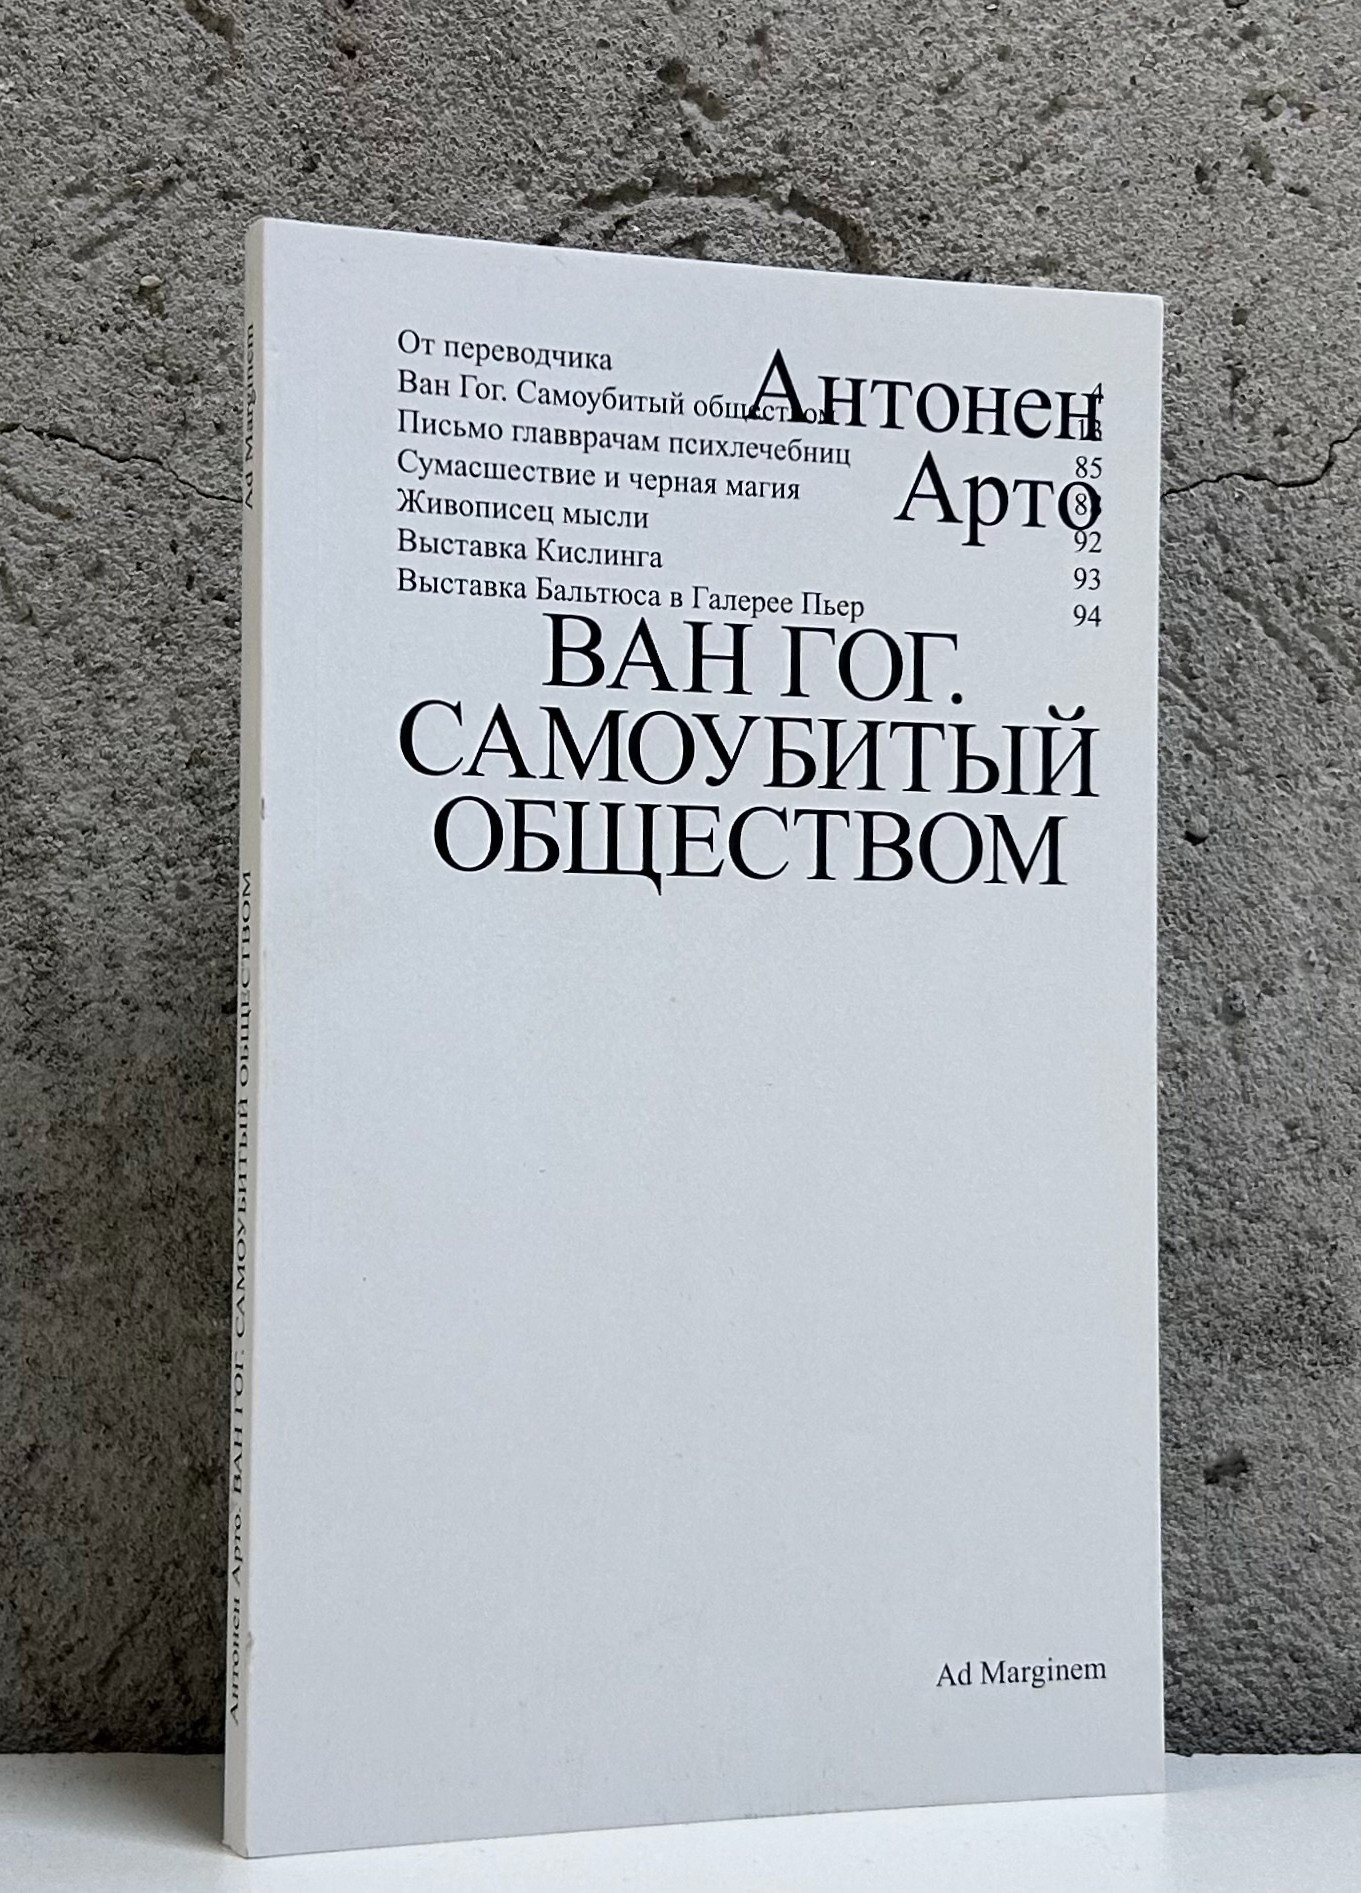 От переводчика 4
Ван Гог. Самоубитый обществом
Письмо главврачам психлечебниц 85
Сумасшествие и черная магия
Живописец мысли 92
Выставка Кислинга 93
Выставка Бальтюса в Галерее Пьер 94
Антонен
Арто
ВАН ГОГ.
САМОУБИТЫЙ
ОБЩЕСТВОМ
Ad Marginem
Антонен Арто. ВАН ГОГ. САМОУБИТЫЙ ОБЩЕСТВОМ
Ad Marginem